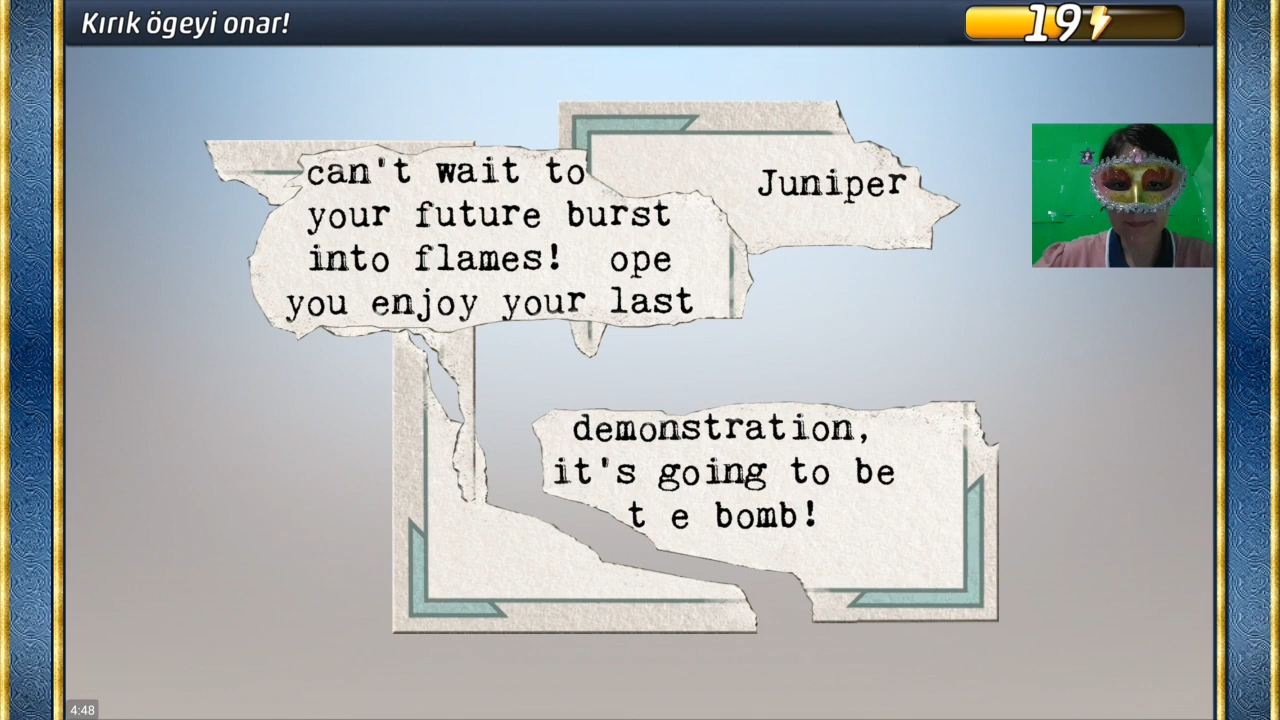 Kırık ögeyi onar!
19
can't wait to
your future burst
into flames! ope
you enjoy your last
Juniper
demonstration,
it's going to be
t e bomb!
4:48